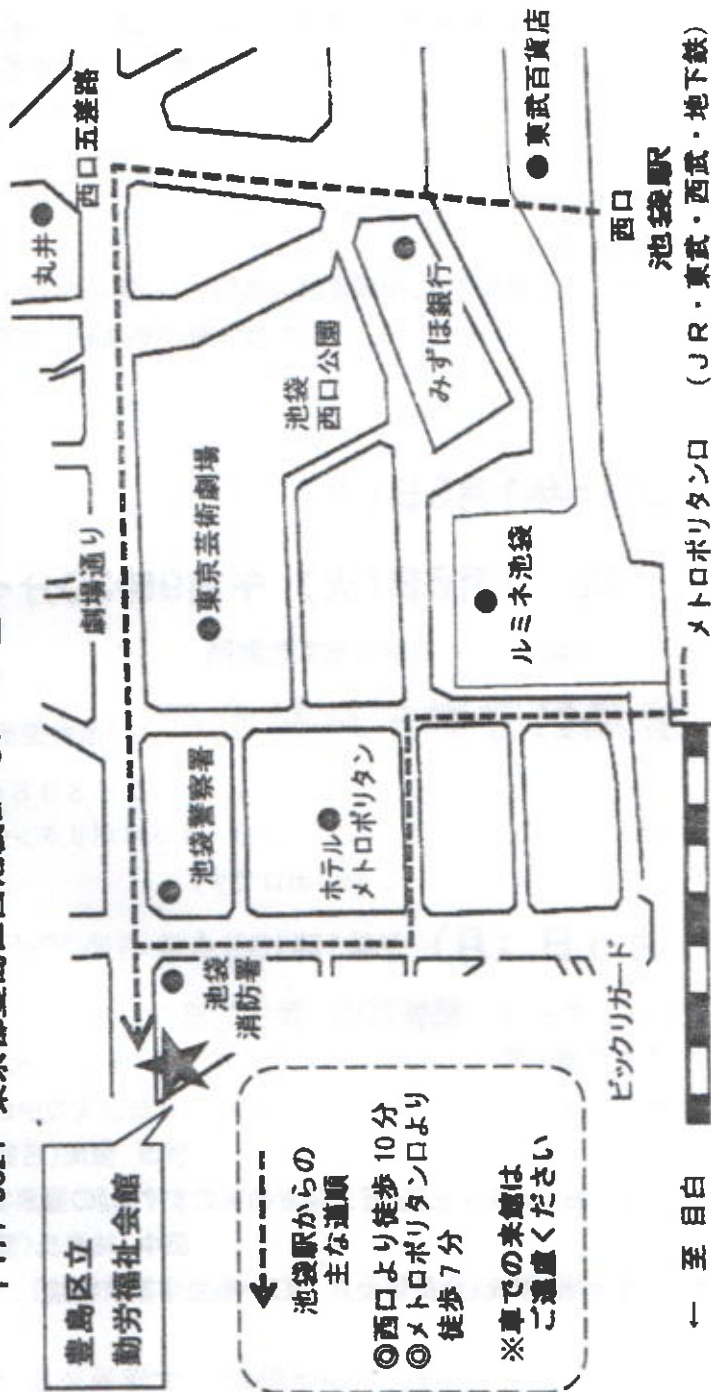 豊島区立
勤労福祉会館
池袋駅からの
主な道順
◎西口より徒歩 10 分
◎メトロポリタン口より
徒歩 7 分
※車での来館は
ご遠慮ください
← 至 目白
池袋
消防署
池袋警察署
ホテル
メトロポリタン
ビックリガード
劇場通り
東京芸術劇場
池袋
西口公園
みずほ銀行
ルミネ池袋
丸井
西口五差路
東武百貨店
西口
池袋駅
メトロポリタン口
（JR・東武・西武・地下鉄）